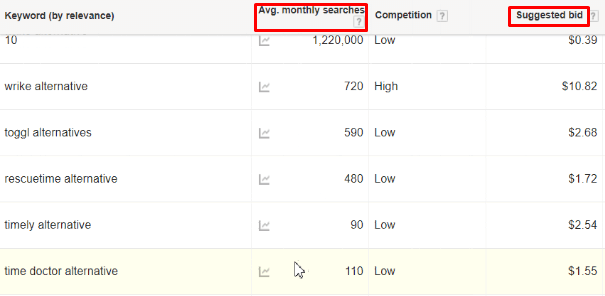 Keyword (by relevance) Avg. monthly searches ? Competition ? Suggested bid ?
10 1,220,000 Low $0.39
wrike alternative 720 High $10.82
toggl alternatives 590 Low $2.68
rescuetime alternative 480 Low $1.72
timely alternative 90 Low $2.54
time doctor alternative 110 Low $1.55